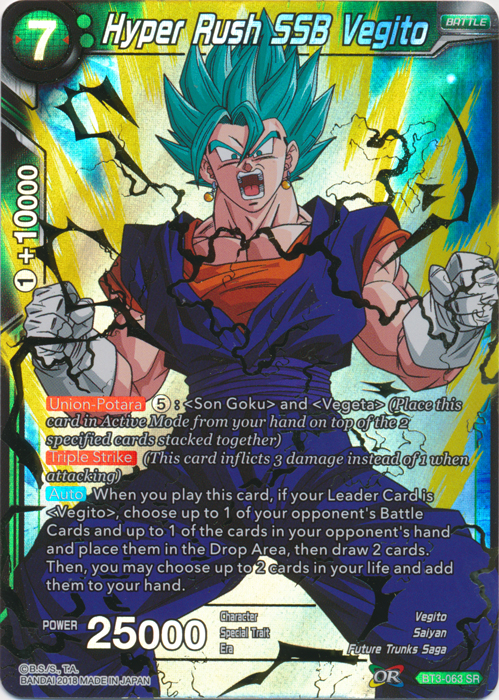 7
Hyper Rush SSB Vegito
BATTLE
1 +10000
Union-Potara 5 : <Son Goku> and <Vegeta> (Place this
card in Active Mode from your hand on top of the 2
specified cards stacked together)
Triple Strike (This card inflicts 3 damage instead of 1 when
attacking)
Auto When you play this card, if your Leader Card is
<Vegito>, choose up to 1 of your opponent's Battle
Cards and up to 1 of the cards in your opponent's hand
and place them in the Drop Area, then draw 2 cards.
Then, you may choose up to 2 cards in your life and add
them to your hand.
POWER 25000
Character Vegito
Special Trait Saiyan
Era Future Trunks Saga
©B.S./S., T.A.
BANDAI 2018 MADE IN JAPAN
OR
BT3-063 SR